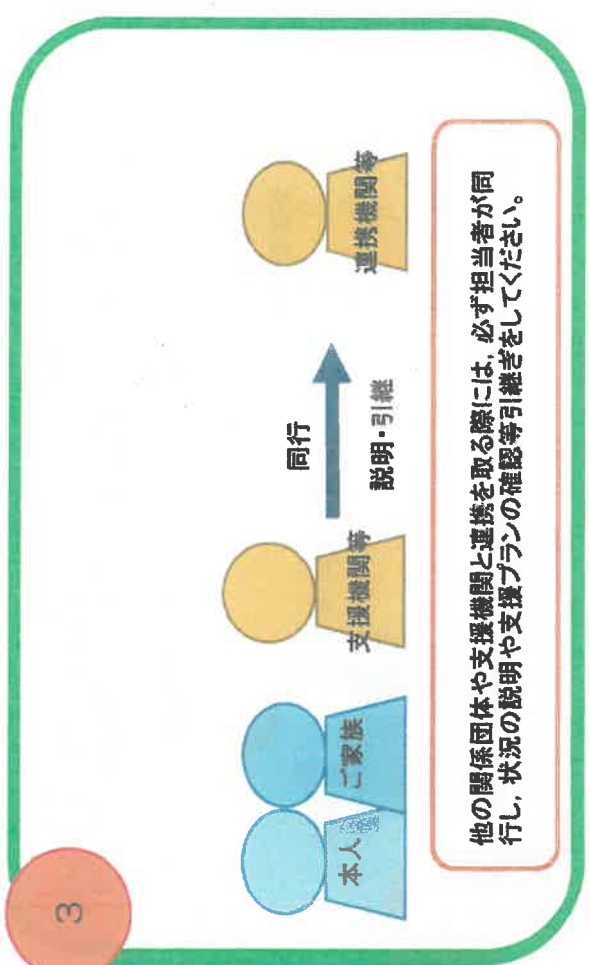 3
同行
説明・引継
本人
ご家族
支援機関等
連携機関等
他の関係団体や支援機関と連携を取る際には，必ず担当者が同
行し，状況の説明や支援プランの確認等引継ぎをしてください。